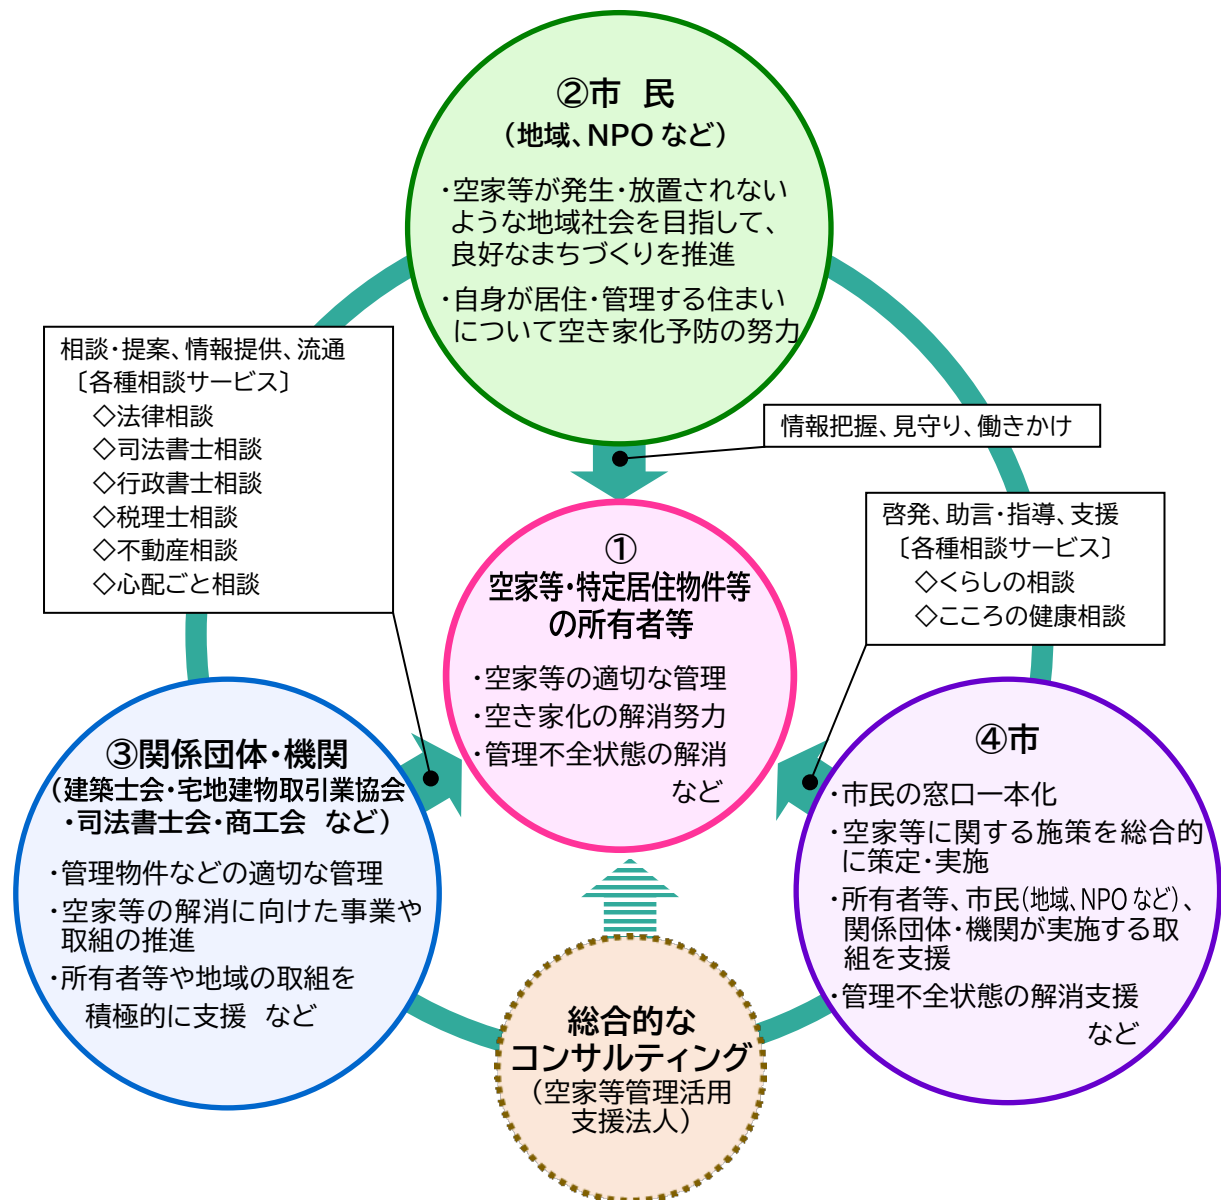 ②市　民
（地域、NPO など）
・空家等が発生・放置されない
ような地域社会を目指して、
良好なまちづくりを推進
・自身が居住・管理する住まい
について空き家化予防の努力
相談・提案、情報提供、流通
〔各種相談サービス〕
◇法律相談
◇司法書士相談
◇行政書士相談
◇税理士相談
◇不動産相談
◇心配ごと相談
情報把握、見守り、働きかけ
啓発、助言・指導、支援
〔各種相談サービス〕
◇くらしの相談
◇こころの健康相談
①
空家等・特定居住物件等
の所有者等
・空家等の適切な管理
・空き家化の解消努力
・管理不全状態の解消
など
③関係団体・機関
（建築士会・宅地建物取引業協会
・司法書士会・商工会　など）
・管理物件などの適切な管理
・空家等の解消に向けた事業や
取組の推進
・所有者等や地域の取組を
積極的に支援　など
④市
・市民の窓口一本化
・空家等に関する施策を総合的
に策定・実施
・所有者等、市民（地域、NPO など）、
関係団体・機関が実施する取
組を支援
・管理不全状態の解消支援
など
総合的な
コンサルティング
（空家等管理活用
支援法人）